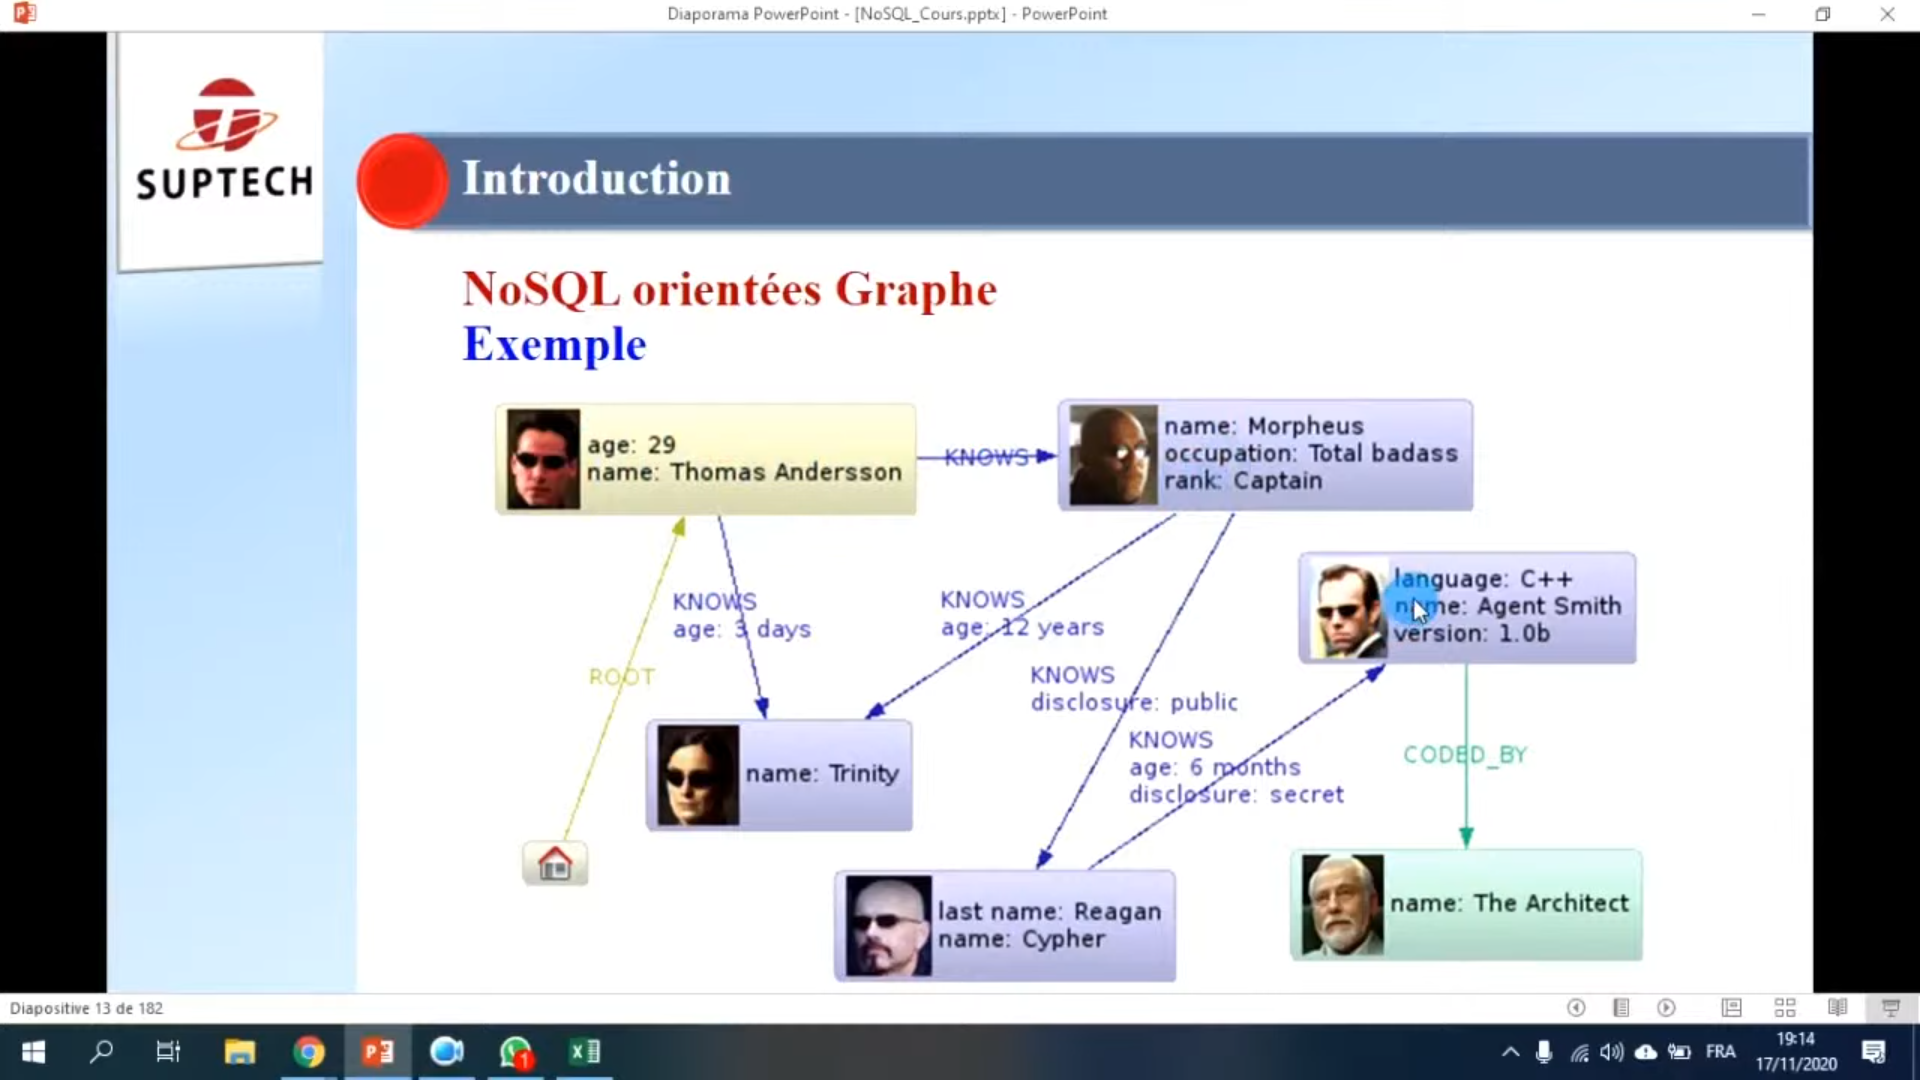 Diaporama PowerPoint - [NoSQL_Cours.pptx] - PowerPoint
SUPTECH
Introduction
NoSQL orientées Graphe
Exemple
age: 29
name: Thomas Andersson
KNOWS
name: Morpheus
occupation: Total badass
rank: Captain
language: C++
name: Agent Smith
version: 1.0b
KNOWS
age: 3 days
KNOWS
age: 12 years
ROOT
KNOWS
disclosure: public
KNOWS
age: 6 months
disclosure: secret
CODED_BY
name: Trinity
last name: Reagan
name: Cypher
name: The Architect
Diapositive 13 de 182
1
FRA
19:14
17/11/2020